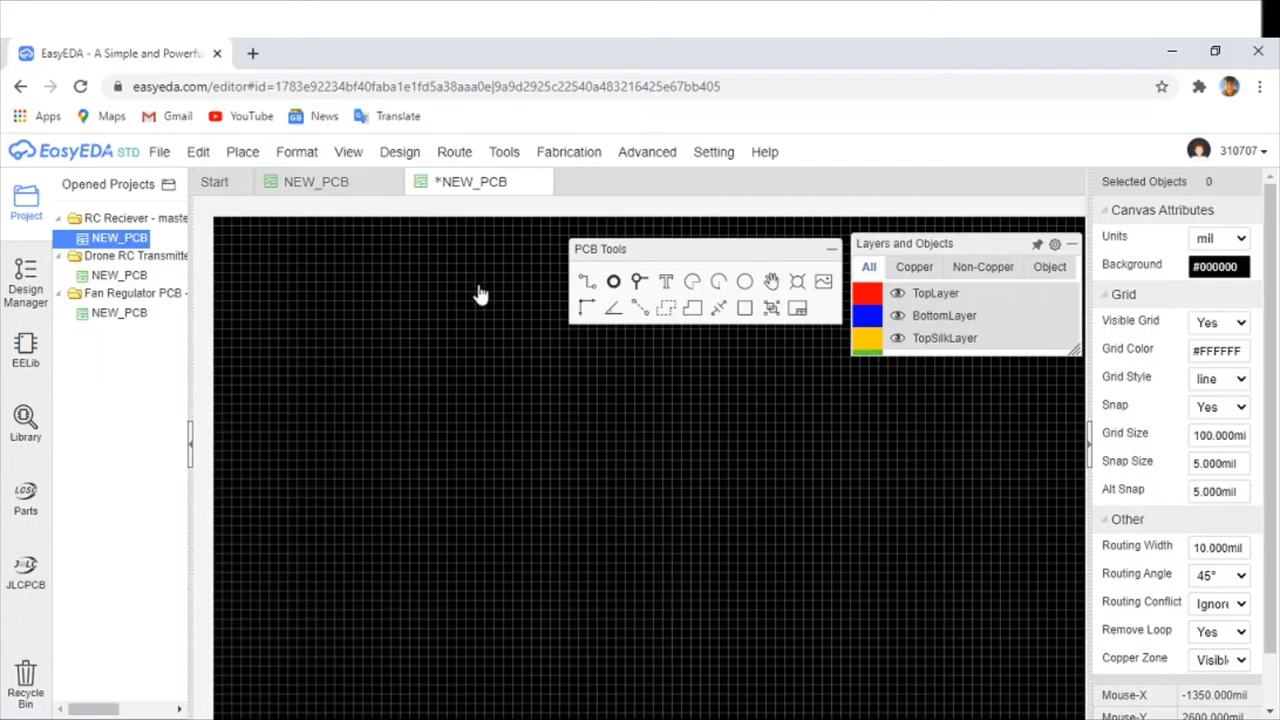 EasyEDA - A Simple and Powerfu
easyeda.com/editor#id=1783e92234bf40faba1e1fd5a38aaa0e|9a9d2925c22540a483216425e67bb405
Apps Maps Gmail YouTube News Translate
EasyEDA STD File Edit Place Format View Design Route Tools Fabrication Advanced Setting Help 310707
Project
Design
Manager
EELib
Library
LCSC
Parts
JLC
JLCPCB
Recycle
Bin
Opened Projects
RC Reciever - maste
NEW_PCB
Drone RC Transmitte
NEW_PCB
Fan Regulator PCB -
NEW_PCB
Start NEW_PCB *NEW_PCB
PCB Tools
Layers and Objects
All Copper Non-Copper Object
TopLayer
BottomLayer
TopSilkLayer
Selected Objects 0
Canvas Attributes
Units mil
Background #000000
Grid
Visible Grid Yes
Grid Color #FFFFFF
Grid Style line
Snap Yes
Grid Size 100.000mi
Snap Size 5.000mil
Alt Snap 5.000mil
Other
Routing Width 10.000mil
Routing Angle 45°
Routing Conflict Ignor
Remove Loop Yes
Copper Zone Visibl
Mouse-X -1350.000mil
Mouse-Y 2600.000mil